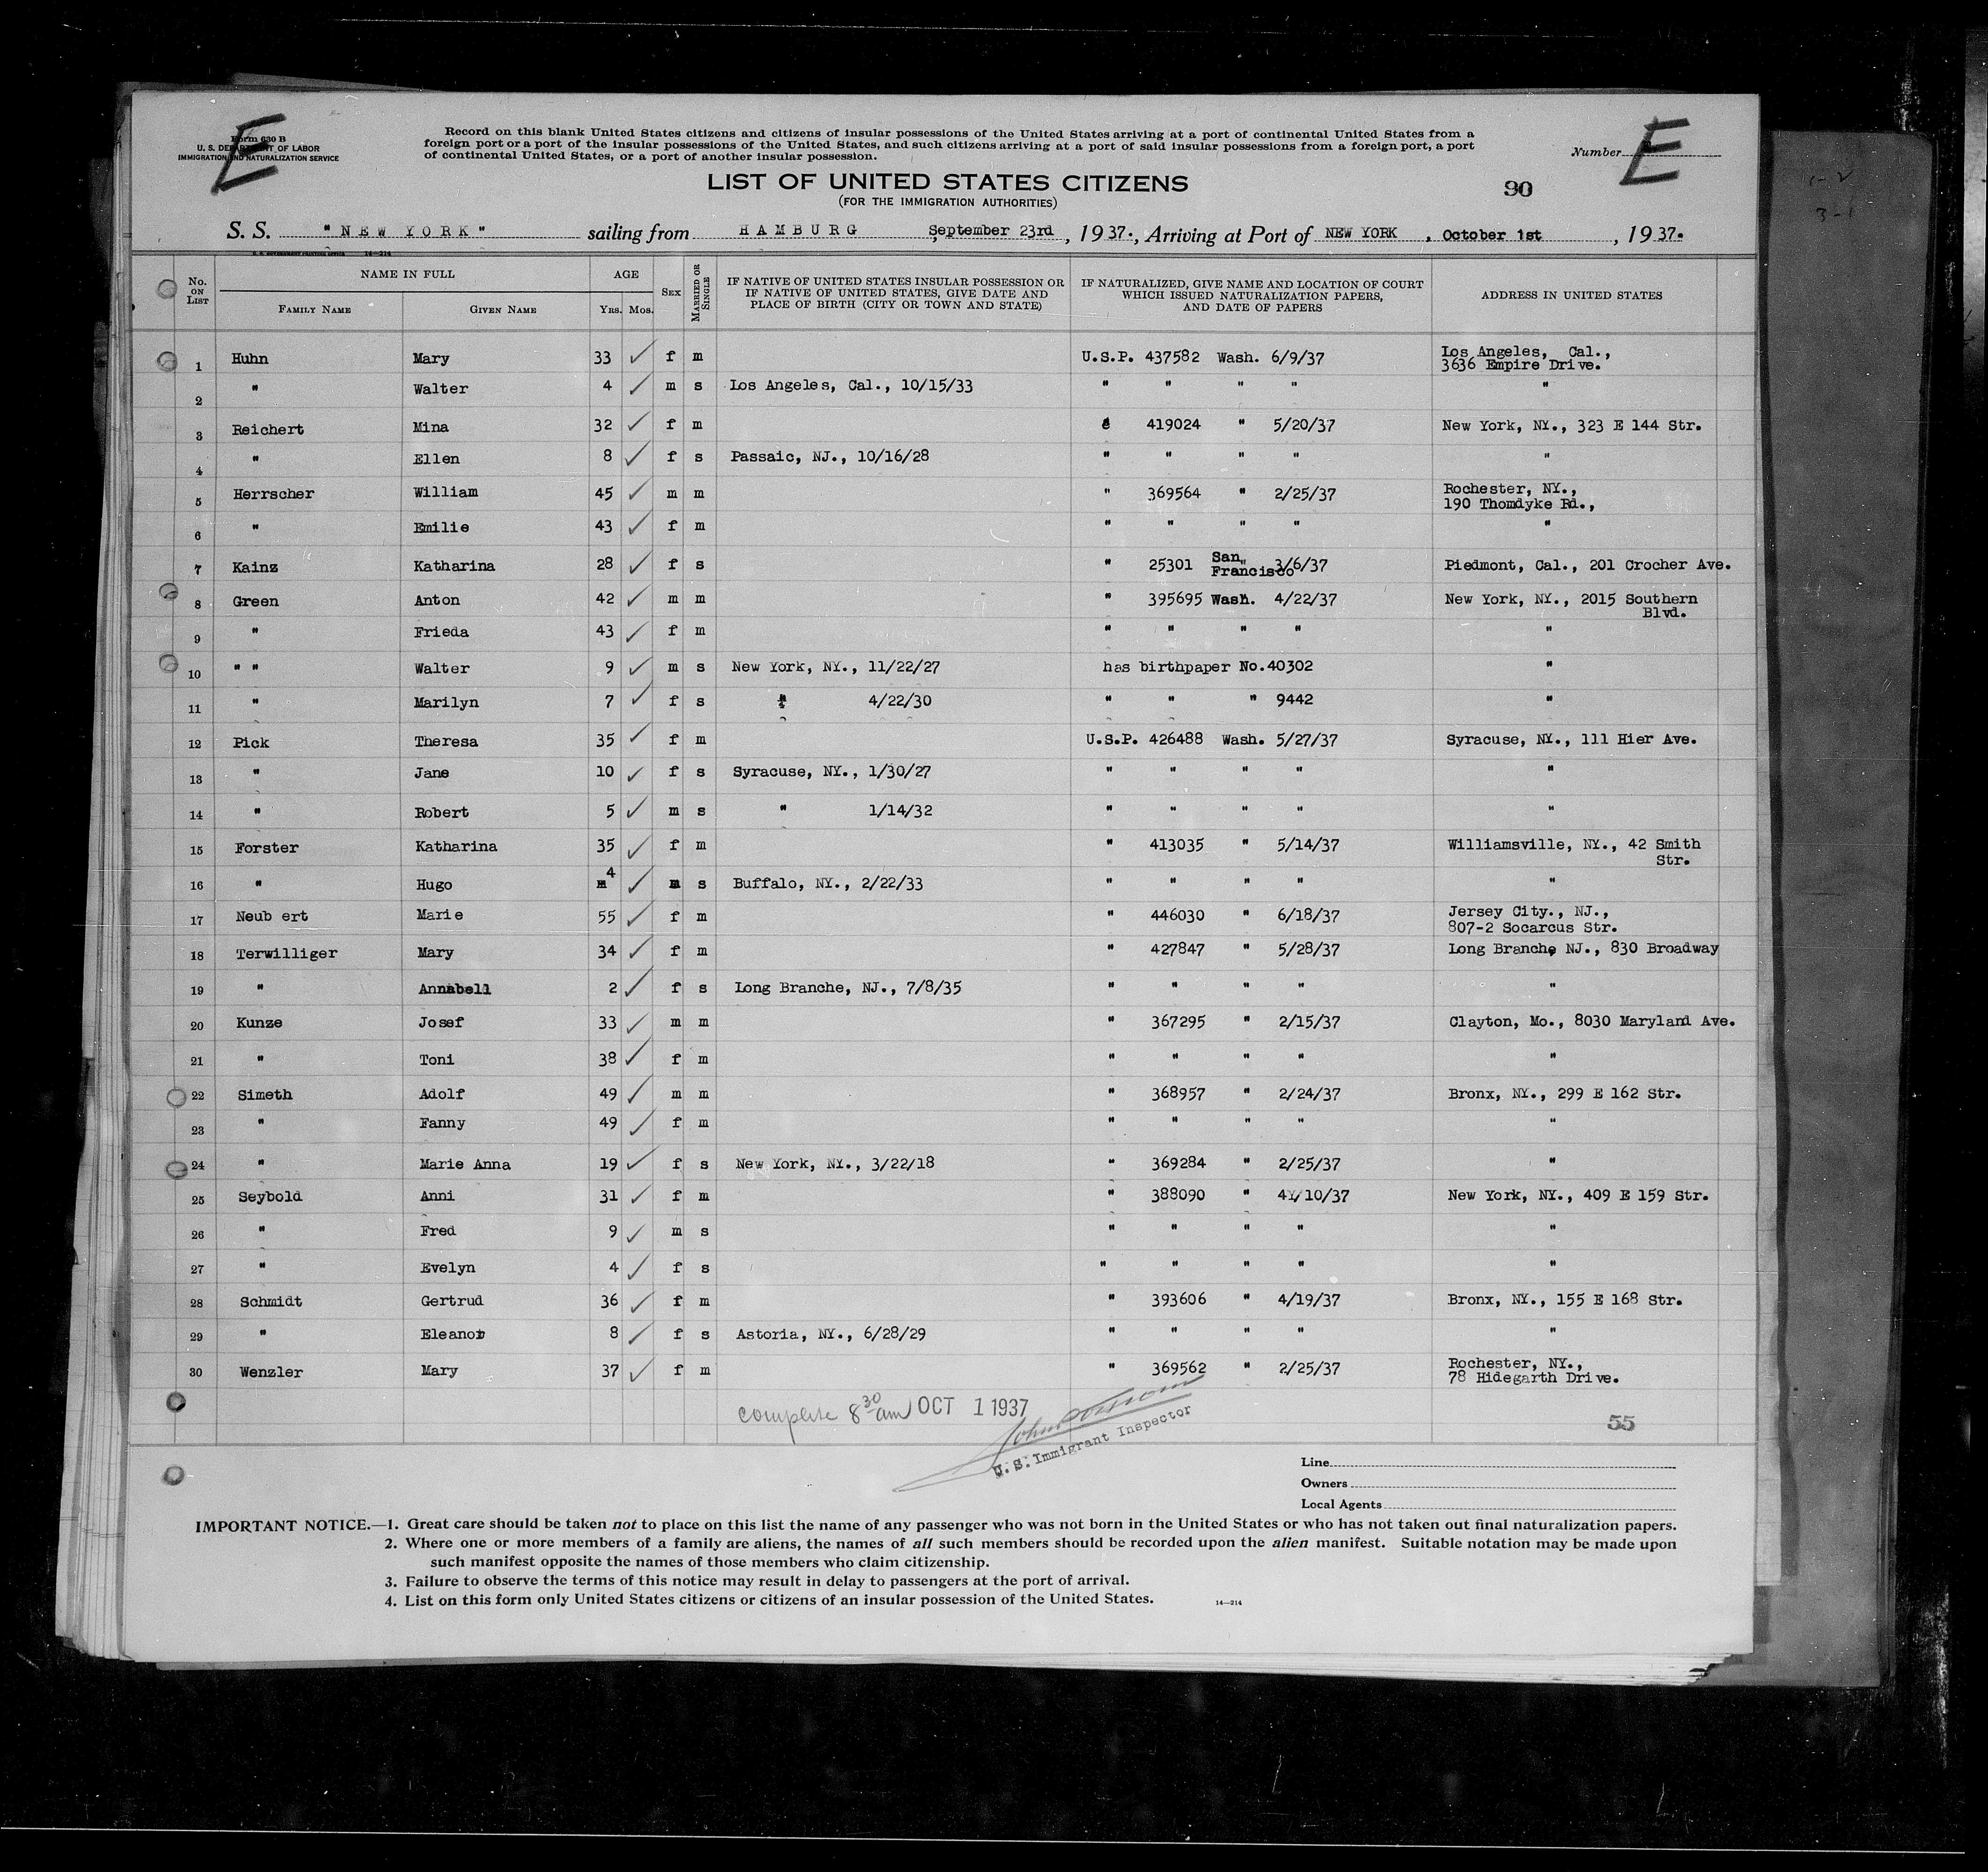 E
E
Form 630 B
U. S. DEPARTMENT OF LABOR
IMMIGRATION AND NATURALIZATION SERVICE
Record on this blank United States citizens and citizens of insular possessions of the United States arriving at a port of continental United States from a
foreign port or a port of the insular possessions of the United States, and such citizens arriving at a port of said insular possessions from a foreign port, a port
of continental United States, or a port of another insular possession.
Number
LIST OF UNITED STATES CITIZENS
(FOR THE IMMIGRATION AUTHORITIES)
90
S. S. "NEW YORK" sailing from HAMBURG , September 23rd , 1937., Arriving at Port of NEW YORK , October 1st , 1937.
U. S. GOVERNMENT PRINTING OFFICE 14—214
No. ON LIST NAME IN FULL FAMILY NAME GIVEN NAME AGE YRS. MOS. SEX MARRIED OR SINGLE
IF NATIVE OF UNITED STATES INSULAR POSSESSION OR
IF NATIVE OF UNITED STATES, GIVE DATE AND
PLACE OF BIRTH (CITY OR TOWN AND STATE)
IF NATURALIZED, GIVE NAME AND LOCATION OF COURT
WHICH ISSUED NATURALIZATION PAPERS,
AND DATE OF PAPERS
ADDRESS IN UNITED STATES
1 Huhn Mary 33 ✓ f m U.S.P. 437582 Wash. 6/9/37 Los Angeles, Cal.,
3636 Empire Drive.
2 " Walter 4 ✓ m s Los Angeles, Cal., 10/15/33 " " " " "
3 Reichert Mina 32 ✓ f m " 419024 " 5/20/37 New York, NY., 323 E 144 Str.
4 " Ellen 8 ✓ f s Passaic, NJ., 10/16/28 " " " " "
5 Herrscher William 45 ✓ m m " 369564 " 2/25/37 Rochester, NY.,
190 Thomdyke Rd.,
6 " Emilie 43 ✓ f m " " " " "
7 Kainz Katharina 28 ✓ f s " 25301 San Francisco 3/6/37 Piedmont, Cal., 201 Crocher Ave.
8 Green Anton 42 ✓ m m " 395695 Wash. 4/22/37 New York, NY., 2015 Southern
Blvd.
9 " Frieda 43 ✓ f m " " " " "
10 " " Walter 9 ✓ m s New York, NY., 11/22/27 has birthpaper No.40302 "
11 " Marilyn 7 ✓ f s " 4/22/30 " " " 9442 "
12 Pick Theresa 35 ✓ f m U.S.P. 426488 Wash. 5/27/37 Syracuse, NY., 111 Hier Ave.
13 " Jane 10 ✓ f s Syracuse, NY., 1/30/27 " " " " "
14 " Robert 5 ✓ m s " 1/14/32 " " " " "
15 Forster Katharina 35 ✓ f m " 413035 " 5/14/37 Williamsville, NY., 42 Smith
Str.
16 " Hugo 4 ✓ m s Buffalo, NY., 2/22/33 " " " " "
17 Neub ert Marie 55 ✓ f m " 446030 " 6/18/37 Jersey City., NJ.,
807-2 Socarcus Str.
18 Terwilliger Mary 34 ✓ f m " 427847 " 5/28/37 Long Branche, NJ., 830 Broadway
19 " Annabell 2 ✓ f s Long Branche, NJ., 7/8/35 " " " " "
20 Kunze Josef 33 ✓ m m " 367295 " 2/15/37 Clayton, Mo., 8030 Maryland Ave.
21 " Toni 38 ✓ f m " " " " "
22 Simeth Adolf 49 ✓ m m " 368957 " 2/24/37 Bronx, NY., 299 E 162 Str.
23 " Fanny 49 ✓ f m " " " " "
24 " Marie Anna 19 ✓ f s New York, NY., 3/22/18 " 369284 " 2/25/37 "
25 Seybold Anni 31 ✓ f m " 388090 " 4/10/37 New York, NY., 409 E 159 Str.
26 " Fred 9 ✓ m s " " " " "
27 " Evelyn 4 ✓ f s " " " " "
28 Schmidt Gertrud 36 ✓ f m " 393606 " 4/19/37 Bronx, NY., 155 E 168 Str.
29 " Eleanor 8 ✓ f s Astoria, NY., 6/28/29 " " " " "
30 Wenzler Mary 37 ✓ f m " 369562 " 2/25/37 Rochester, NY.,
78 Hidegarth Drive.
complete 8 30 am OCT 1 1937
John
U. S. Immigrant Inspector
55
Line
Owners
Local Agents
IMPORTANT NOTICE.—1. Great care should be taken not to place on this list the name of any passenger who was not born in the United States or who has not taken out final naturalization papers.
2. Where one or more members of a family are aliens, the names of all such members should be recorded upon the alien manifest. Suitable notation may be made upon
such manifest opposite the names of those members who claim citizenship.
3. Failure to observe the terms of this notice may result in delay to passengers at the port of arrival.
4. List on this form only United States citizens or citizens of an insular possession of the United States.
14—214